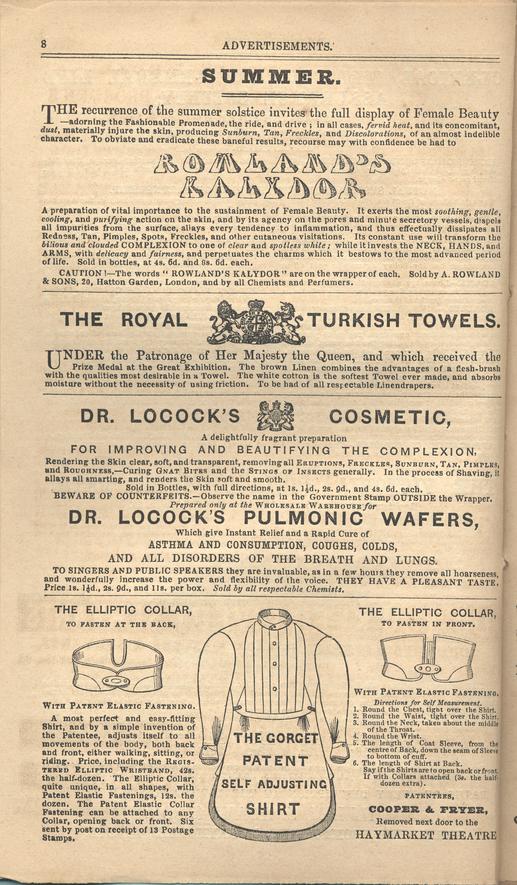 8
ADVERTISEMENTS.
SUMMER.
THE recurrence of the summer solstice invites the full display of Female Beauty
—adorning the Fashionable Promenade, the ride, and drive; in all cases, fervid heat, and its concomitant,
dust, materially injure the skin, producing Sunburn, Tan, Freckles, and Discolorations, of an almost indelible
character. To obviate and eradicate these baneful results, recourse may with confidence be had to
ROWLAND'S
KALYDOR
A preparation of vital importance to the sustainment of Female Beauty. It exerts the most soothing, gentle,
cooling, and purifying action on the skin, and by its agency on the pores and minute secretory vessels, dispels
all impurities from the surface, allays every tendency to inflammation, and thus effectually dissipates all
Redness, Tan, Pimples, Spots, Freckles, and other cutaneous visitations. Its constant use will transform the
bilious and clouded COMPLEXION to one of clear and spotless white; while it invests the NECK, HANDS, and
ARMS, with delicacy and fairness, and perpetuates the charms which it bestows to the most advanced period
of life. Sold in bottles, at 4s. 6d. and 8s. 6d. each.
CAUTION!—The words "ROWLAND'S KALYDOR" are on the wrapper of each. Sold by A. ROWLAND
& SONS, 20, Hatton Garden, London, and by all Chemists and Perfumers.
THE ROYAL TURKISH TOWELS.
UNDER the Patronage of Her Majesty the Queen, and which received the
Prize Medal at the Great Exhibition. The brown Linen combines the advantages of a flesh-brush
with the qualities most desirable in a Towel. The white cotton is the softest Towel ever made, and absorbs
moisture without the necessity of using friction. To be had of all respectable Linendrapers.
DR. LOCOCK'S COSMETIC,
A delightfully fragrant preparation
FOR IMPROVING AND BEAUTIFYING THE COMPLEXION,
Rendering the Skin clear, soft, and transparent, removing all ERUPTIONS, FRECKLES, SUNBURN, TAN, PIMPLES,
and ROUGHNESS,—Curing GNAT BITES and the STINGS OF INSECTS generally. In the process of Shaving, it
allays all smarting, and renders the Skin soft and smooth.
Sold in Bottles, with full directions, at 1s. 1½d., 2s. 9d., and 4s. 6d. each.
BEWARE OF COUNTERFEITS.—Observe the name in the Government Stamp OUTSIDE the Wrapper.
Prepared only at the WHOLESALE WAREHOUSE for
DR. LOCOCK'S PULMONIC WAFERS,
Which give Instant Relief and a Rapid Cure of
ASTHMA AND CONSUMPTION, COUGHS, COLDS,
AND ALL DISORDERS OF THE BREATH AND LUNGS.
TO SINGERS AND PUBLIC SPEAKERS they are invaluable, as in a few hours they remove all hoarseness,
and wonderfully increase the power and flexibility of the voice. THEY HAVE A PLEASANT TASTE.
Price 1s. 1½d., 2s. 9d., and 11s. per box. Sold by all respectable Chemists.
THE ELLIPTIC COLLAR,
TO FASTEN AT THE BACK,
WITH PATENT ELASTIC FASTENING.
A most perfect and easy-fitting
Shirt, and by a simple invention of
the Patentee, adjusts itself to all
movements of the body, both back
and front, either walking, sitting, or
riding. Price, including the REGIS-
TERED ELLIPTIC WRISTBAND, 42s.
the half-dozen. The Elliptic Collar,
quite unique, in all shapes, with
Patent Elastic Fastenings, 12s. the
dozen. The Patent Elastic Collar
Fastening can be attached to any
Collar, opening back or front. Six
sent by post on receipt of 13 Postage
Stamps.
THE GORGET
PATENT
SELF ADJUSTING
SHIRT
THE ELLIPTIC COLLAR,
TO FASTEN IN FRONT.
WITH PATENT ELASTIC FASTENING.
Directions for Self Measurement.
1. Round the Chest, tight over the Shirt.
2. Round the Waist, tight over the Shirt.
3. Round the Neck, taken about the middle
of the Throat.
4. Round the Wrist.
5. The length of Coat Sleeve, from the
centre of Back, down the seam of Sleeve
to bottom of cuff.
6. The length of Shirt at Back.
Say if the Shirts are to open back or front.
If with Collars attached (3s. the half-
dozen extra).
PATENTEES,
COOPER & FRYER,
Removed next door to the
HAYMARKET THEATRE